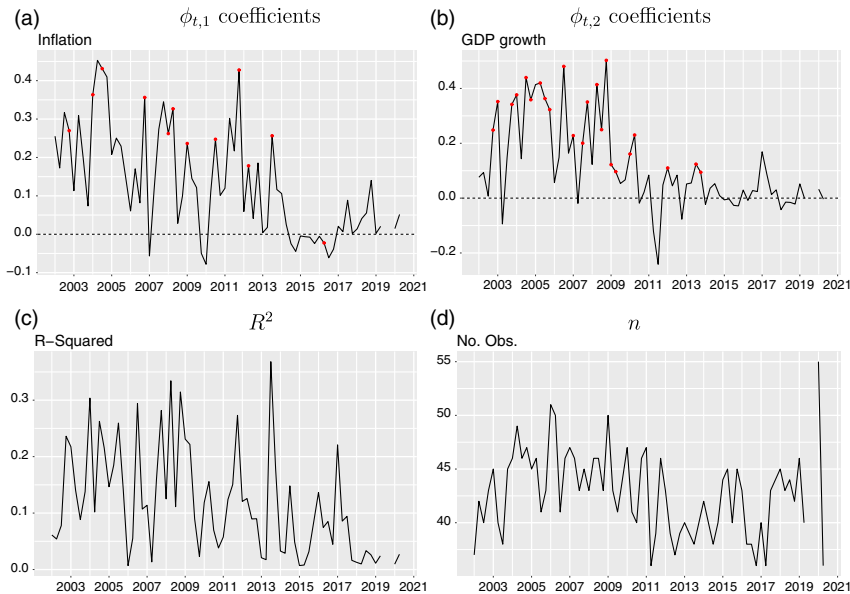 (a)
ϕt,1 coefficients
Inflation
0.4
0.3
0.2
0.1
0.0
−0.1
2003 2005 2007 2009 2011 2013 2015 2017 2019 2021
(b)
ϕt,2 coefficients
GDP growth
0.4
0.2
0.0
−0.2
2003 2005 2007 2009 2011 2013 2015 2017 2019 2021
(c)
R²
R−Squared
0.3
0.2
0.1
0.0
2003 2005 2007 2009 2011 2013 2015 2017 2019 2021
(d)
n
No. Obs.
55
50
45
40
2003 2005 2007 2009 2011 2013 2015 2017 2019 2021